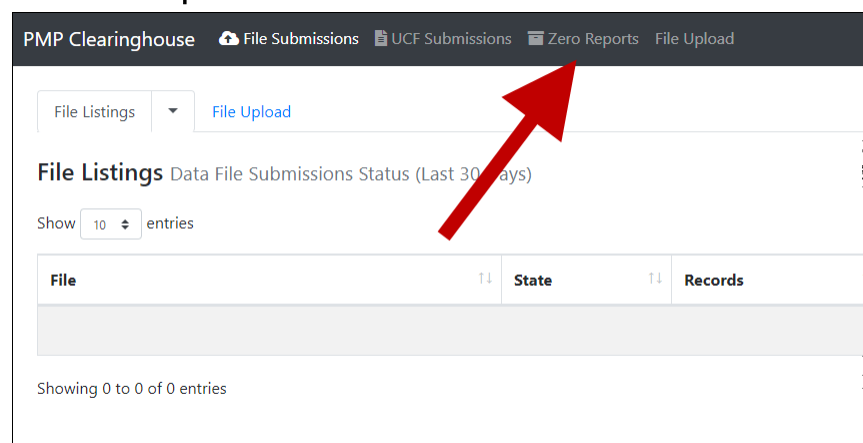 PMP Clearinghouse File Submissions UCF Submissions Zero Reports File Upload
File Listings File Upload
File Listings Data File Submissions Status (Last 30 Days)
Show 10 entries
File State Records
Showing 0 to 0 of 0 entries